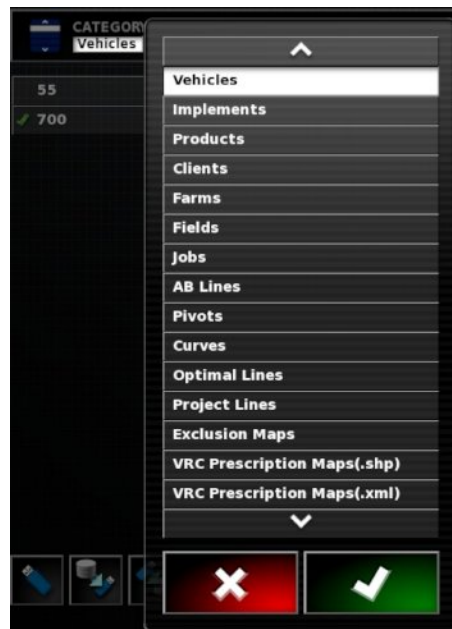 CATEGORY
Vehicles
55
700
Vehicles
Implements
Products
Clients
Farms
Fields
Jobs
AB Lines
Pivots
Curves
Optimal Lines
Project Lines
Exclusion Maps
VRC Prescription Maps(.shp)
VRC Prescription Maps(.xml)